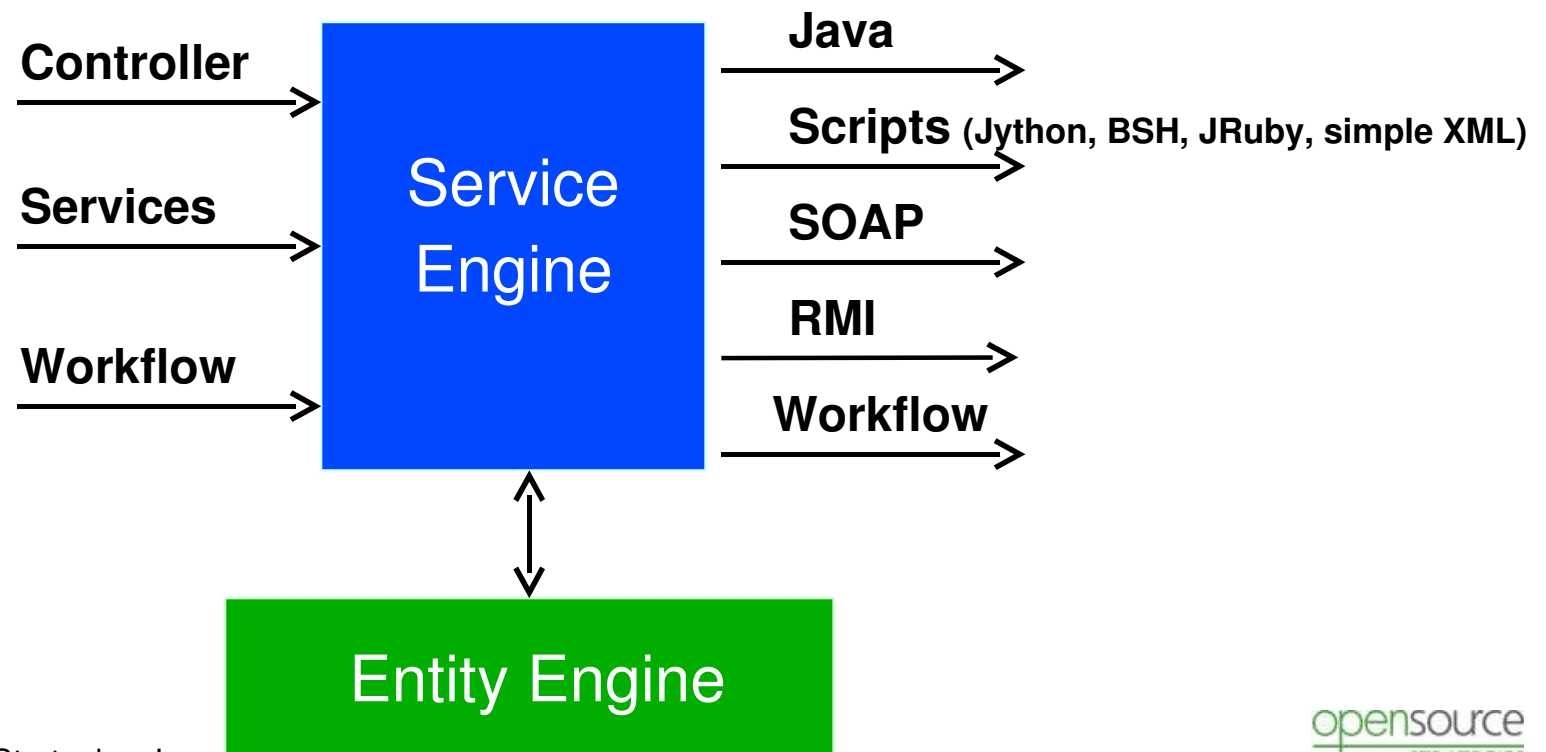 Controller
Services
Workflow
Service
Engine
Java
Scripts (Jython, BSH, JRuby, simple XML)
SOAP
RMI
Workflow
Entity Engine
opensource